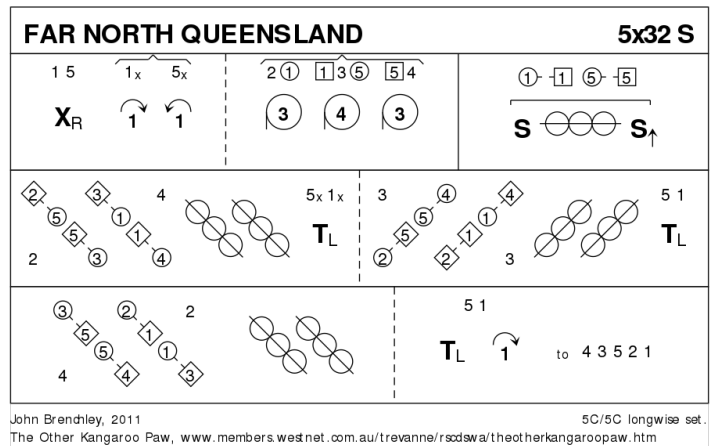 FAR NORTH QUEENSLAND 5x32 S
1 5 1x 5x 2 1 1 3 5 5 4 1 1 5 5
XR 1 1 3 4 3 S S
2 3 4 5x 1x 3 4 4 5 1
5 1 5 1
5 1 TL 5 1 TL
2 3 4 2 2 3
3 2 2 5 1
5 1
5 1 TL 1 to 4 3 5 2 1
4 4 3
John Brenchley, 2011 5C/5C longwise set.
The Other Kangaroo Paw, www.members.westnet.com.au/trevanne/rscdswa/theotherkangaroopaw.htm